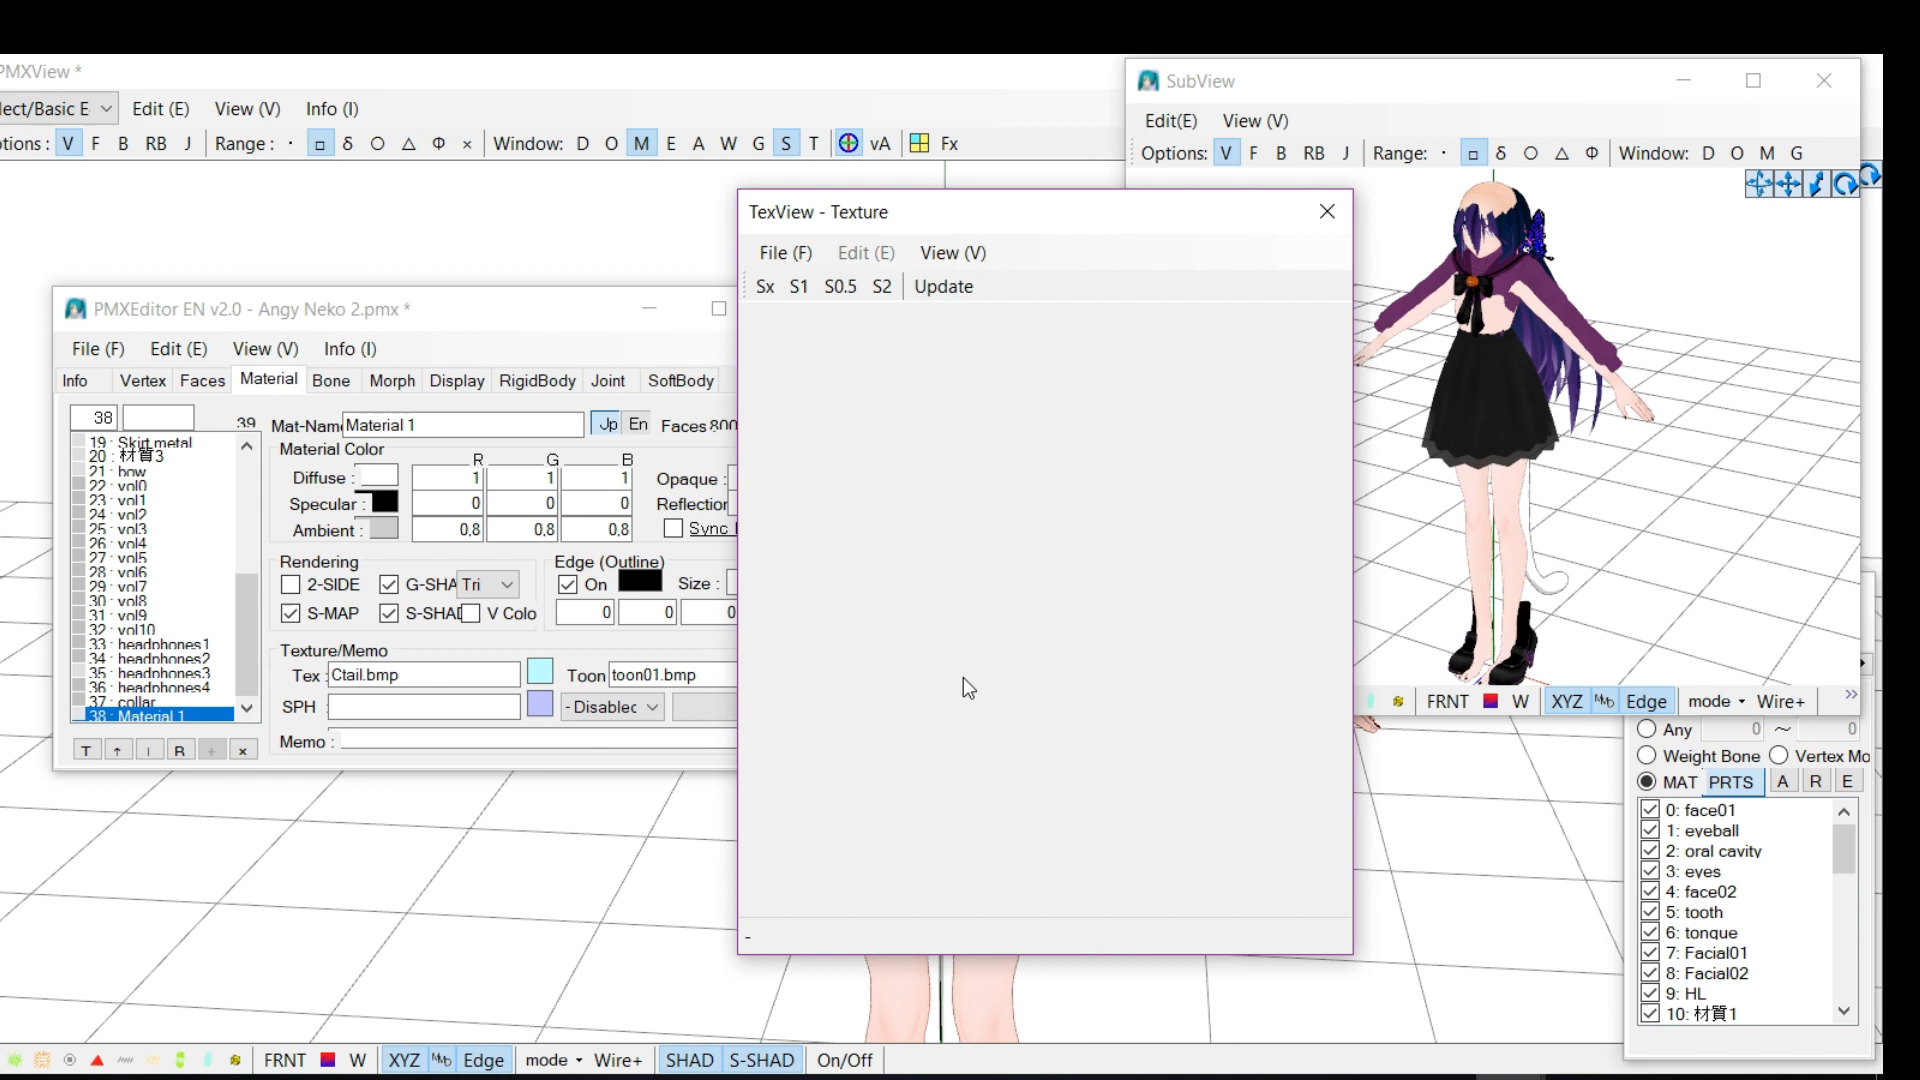 PMXView *
lect/Basic E
Edit (E) View (V) Info (I)
tions : V F B RB J Range : · □ δ ○ △ Φ × Window: D O M E A W G S T vA Fx
SubView
Edit(E) View (V)
Options: V F B RB J Range: · □ δ ○ △ Φ Window: D O M G
TexView - Texture
File (F) Edit (E) View (V)
Sx S1 S0.5 S2 Update
-
PMXEditor EN v2.0 - Angy Neko 2.pmx *
File (F) Edit (E) View (V) Info (I)
Info Vertex Faces Material Bone Morph Display RigidBody Joint SoftBody
38 39
19 : Skirt metal
20 : 材質3
21 : bow
22 : vol0
23 : vol1
24 : vol2
25 : vol3
26 : vol4
27 : vol5
28 : vol6
29 : vol7
30 : vol8
31 : vol9
32 : vol10
33 : headphones1
34 : headphones2
35 : headphones3
36 : headphones4
37 : collar
38 : Material 1
T ↑ R + ×
Mat-Name Material 1 Jp En Faces 800
Material Color
R G B
Diffuse : 1 1 1 Opaque :
Specular : 0 0 0 Reflection
Ambient : 0.8 0.8 0.8 Sync
Rendering
2-SIDE G-SHA Tri
S-MAP S-SHAD V Colo
Edge (Outline)
On Size :
0 0 0
Texture/Memo
Tex : Ctail.bmp Toon toon01.bmp
SPH : - Disablec
Memo :
FRNT W XYZ Mb Edge mode Wire+ »
Any 0 ~ 0
Weight Bone Vertex Mo
MAT PRTS A R E
0: face01
1: eyeball
2: oral cavity
3: eyes
4: face02
5: tooth
6: tongue
7: Facial01
8: Facial02
9: HL
10: 材質1
FRNT W XYZ Mb Edge mode Wire+ SHAD S-SHAD On/Off